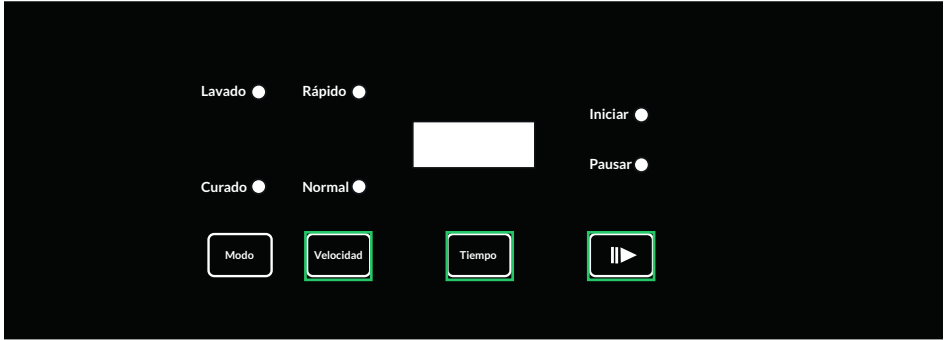 Lavado Rápido
Iniciar
Pausar
Curado Normal
Modo Velocidad Tiempo